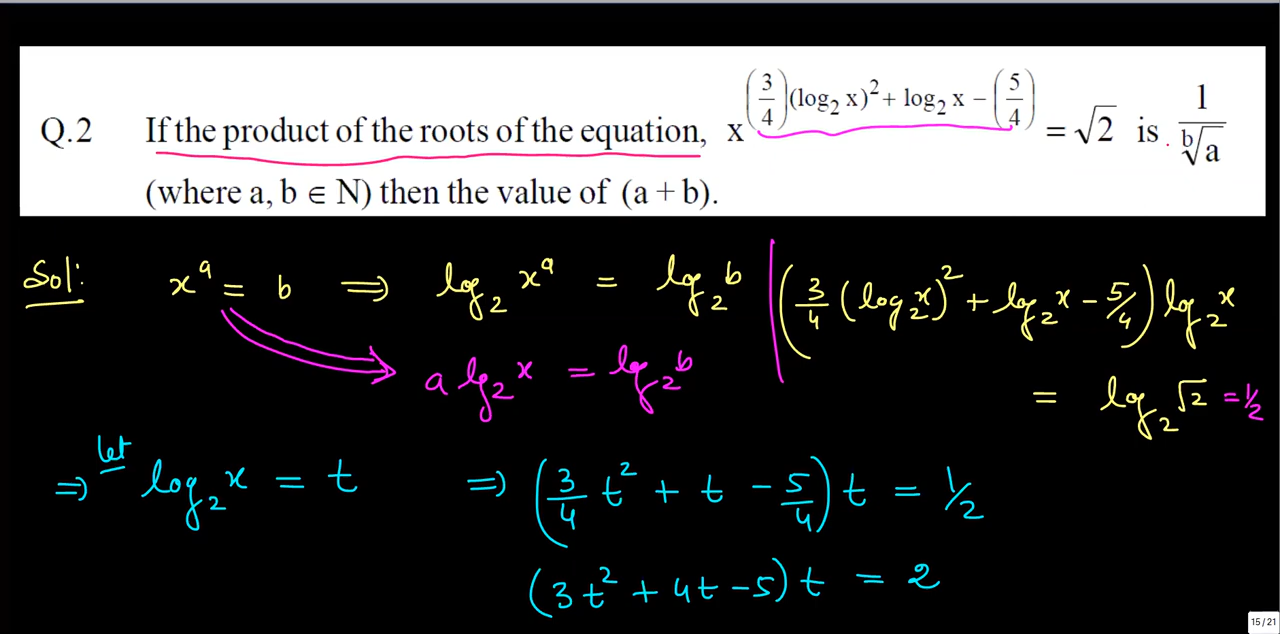 Q.2 If the product of the roots of the equation, x^((3/4)(log₂ x)² + log₂ x − (5/4)) = √2 is 1/ᵇ√a
(where a, b ∈ N) then the value of (a + b).
Sol: xᵃ = b ⟹ log₂ xᵃ = log₂ b | (3/4 (log₂ x)² + log₂ x − 5/4) log₂ x
a log₂ x = log₂ b
= log₂ √2 = 1/2
⇒ let log₂ x = t ⇒ (3/4 t² + t − 5/4) t = 1/2
(3t² + 4t − 5) t = 2
15 / 21